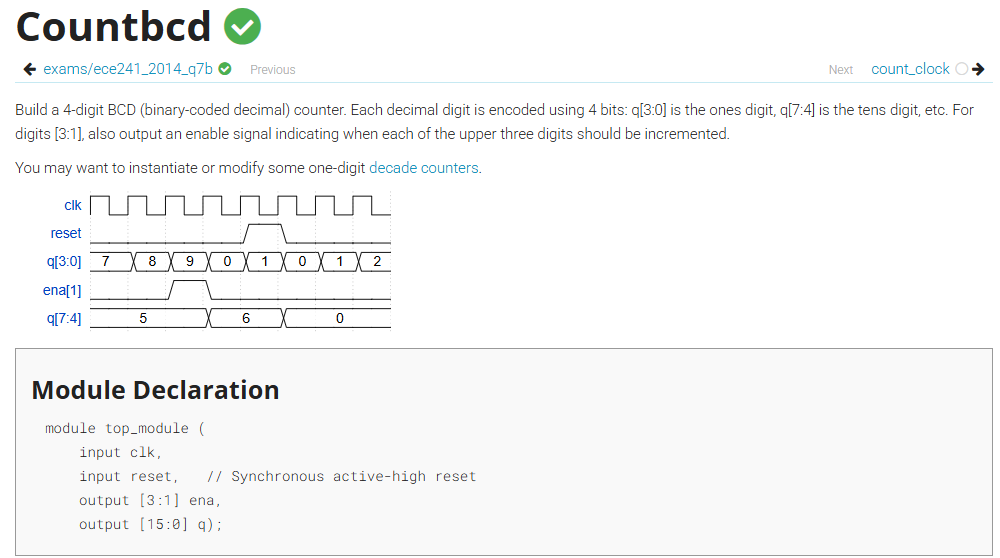 Countbcd
exams/ece241_2014_q7b Previous Next count_clock
Build a 4-digit BCD (binary-coded decimal) counter. Each decimal digit is encoded using 4 bits: q[3:0] is the ones digit, q[7:4] is the tens digit, etc. For
digits [3:1], also output an enable signal indicating when each of the upper three digits should be incremented.
You may want to instantiate or modify some one-digit decade counters.
clk
reset
q[3:0] 7 8 9 0 1 0 1 2
ena[1]
q[7:4] 5 6 0
Module Declaration
module top_module (
    input clk,
    input reset,   // Synchronous active-high reset
    output [3:1] ena,
    output [15:0] q);